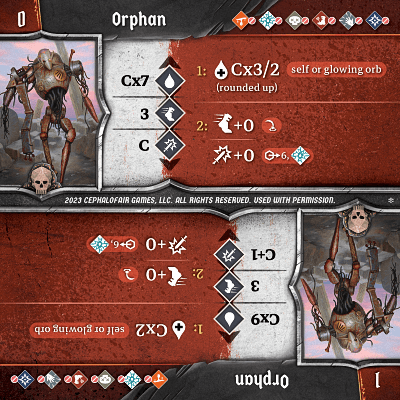 0 Orphan
1: Cx3/2 self or glowing orb
(rounded up)
Cx7
3
C
2: +0
+0 6,
2023 CEPHALOFAIR GAMES, LLC. ALL RIGHTS RESERVED. USED WITH PERMISSION.
1 Orphan
1: Cx2 self or glowing orb
Cx9
3
C+1
2: +0
+0 6,